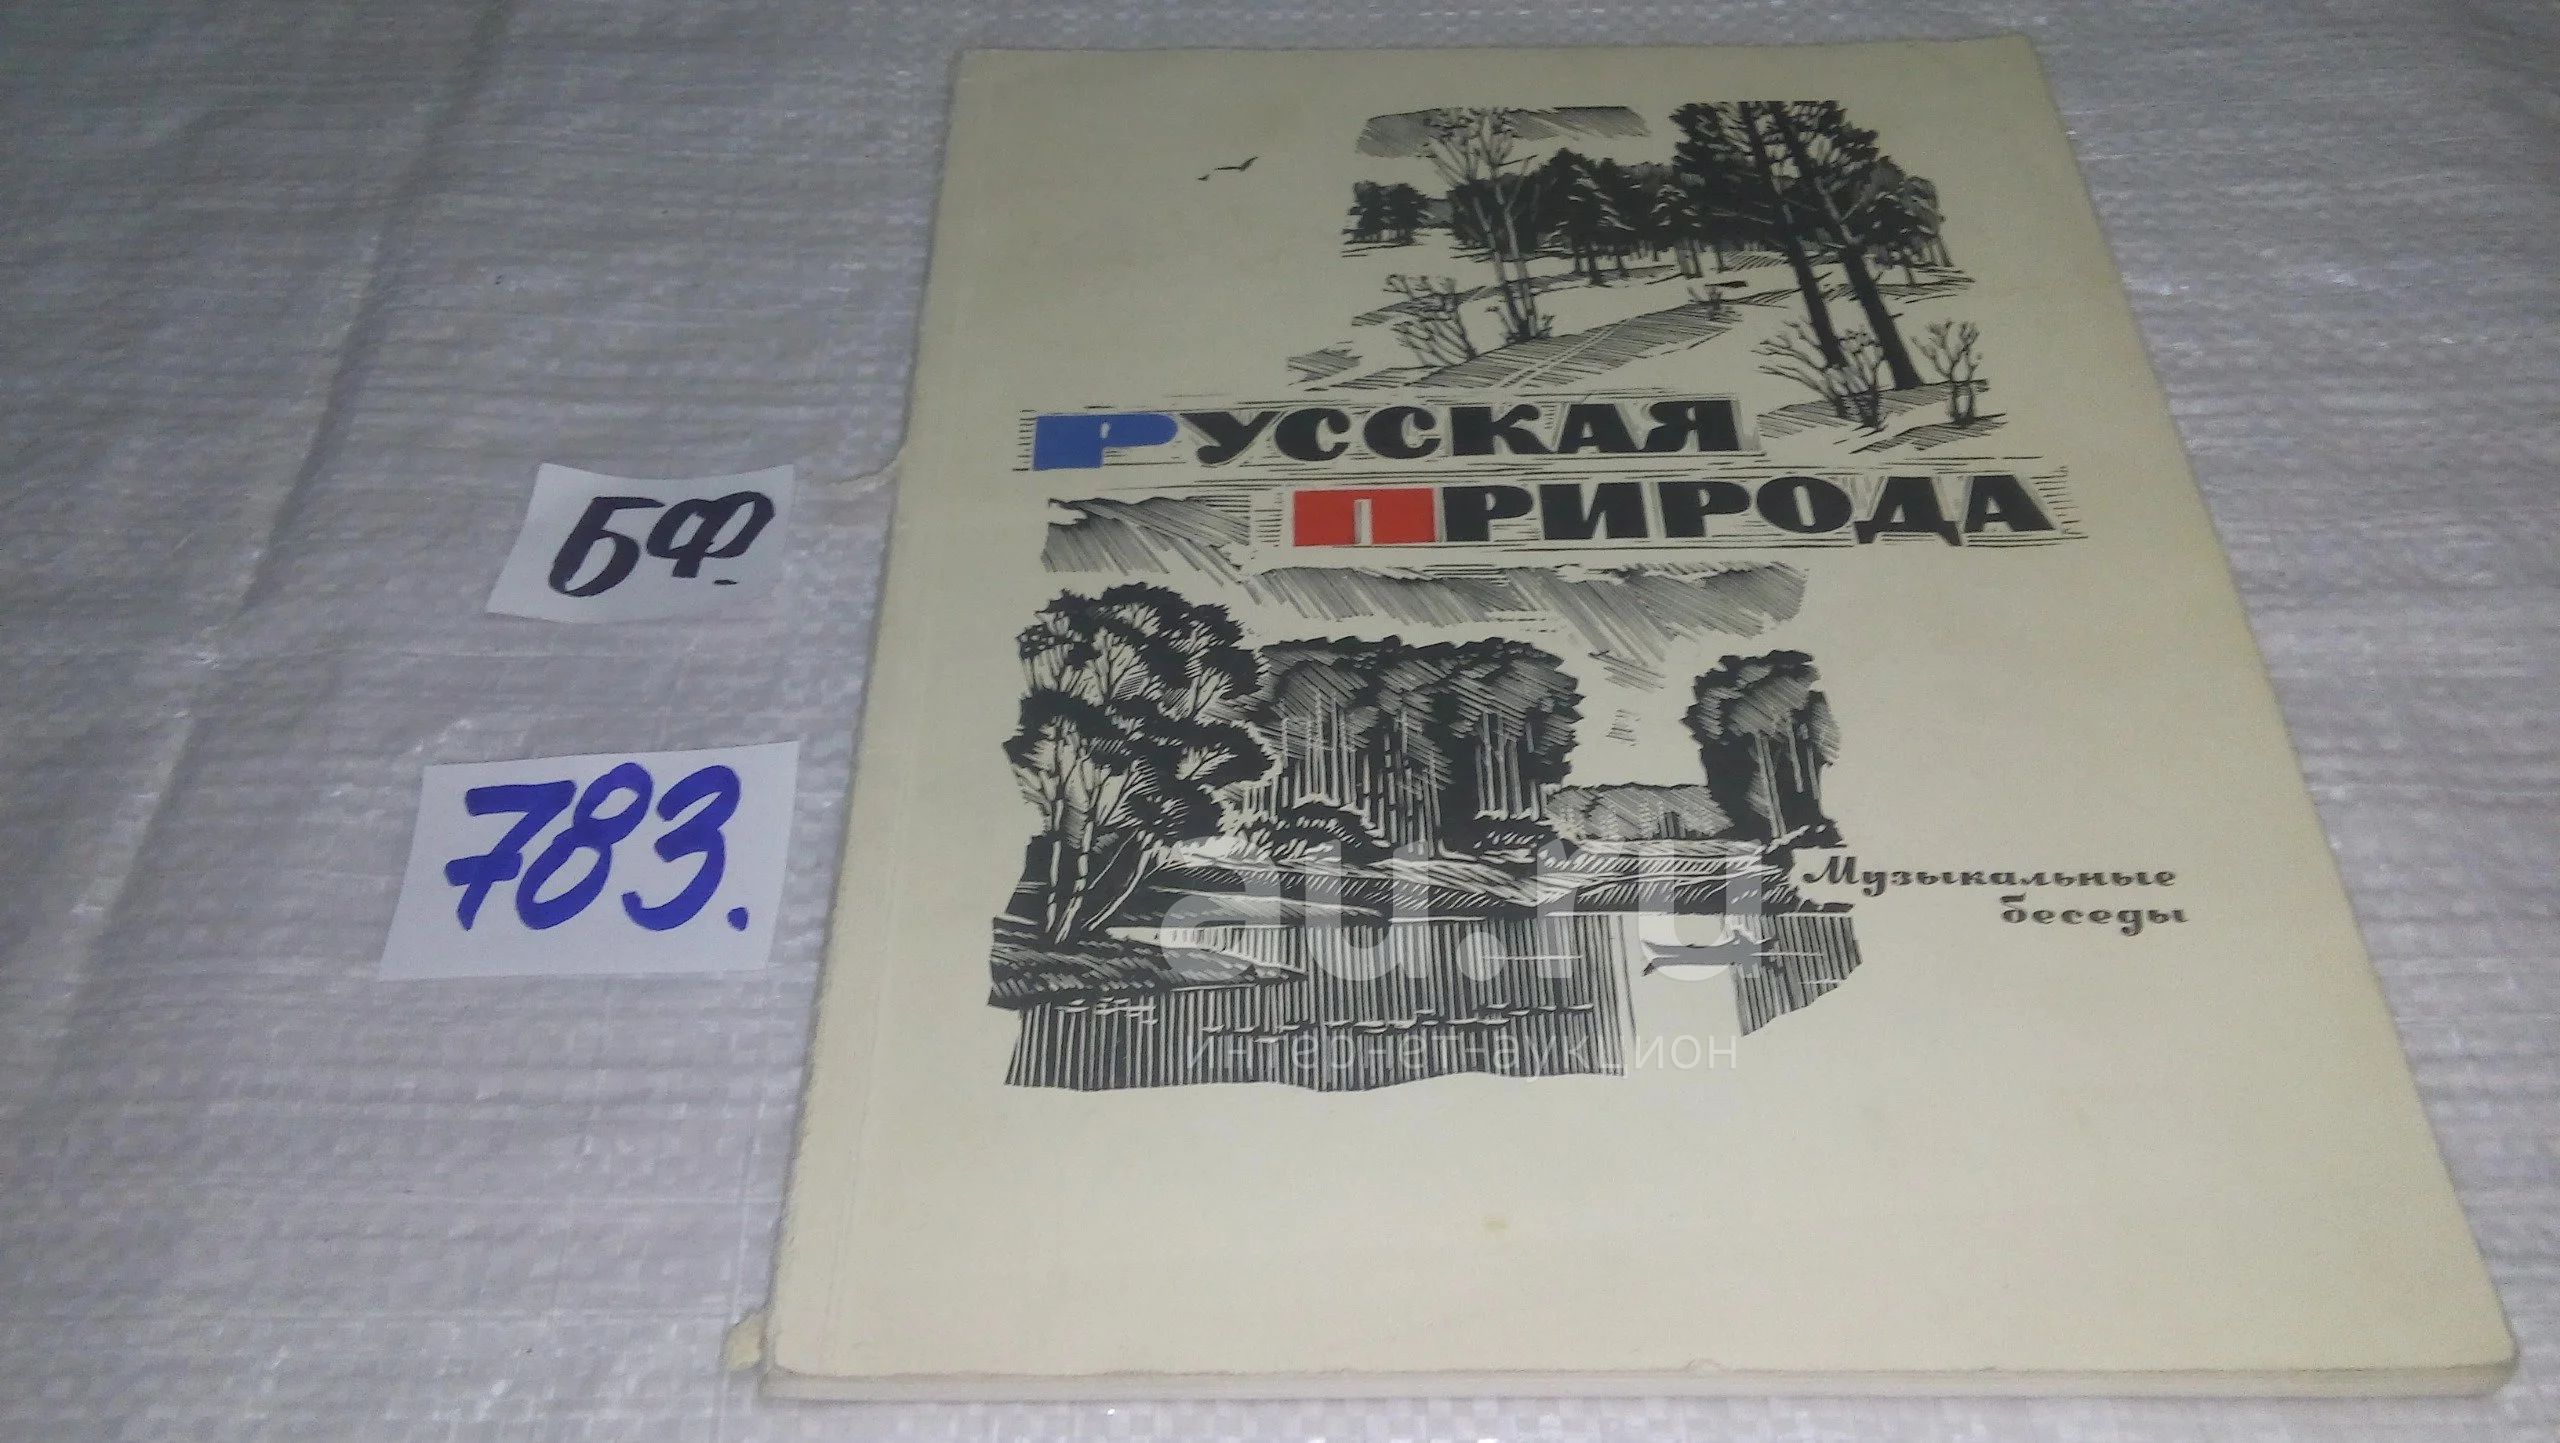 РУССКАЯ
ПРИРОДА
Музыкальные
беседы
БФ.
783.
au.ru
интернет-аукцион